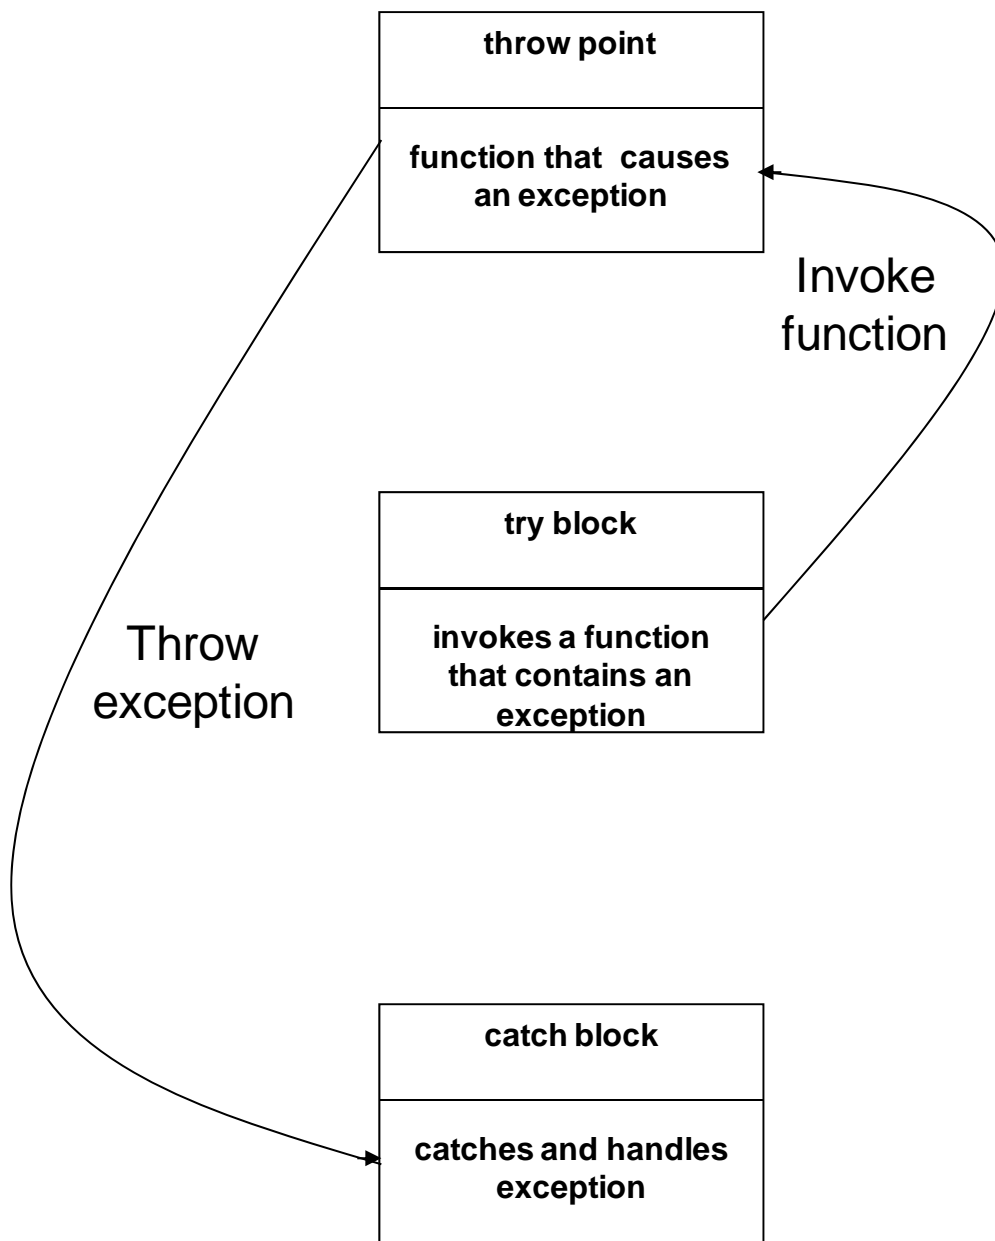 throw point
function that causes
an exception
Invoke
function
try block
invokes a function
that contains an
exception
Throw
exception
catch block
catches and handles
exception